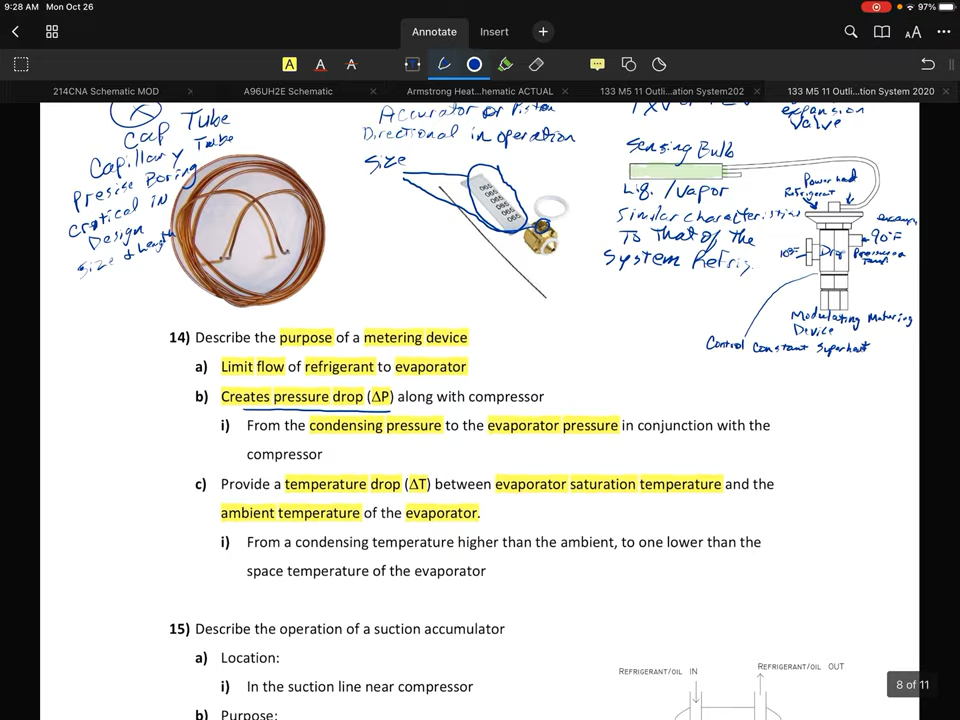 9:28 AM Mon Oct 26
97%
Annotate
Insert
214CNA Schematic MOD
A96UH2E Schematic
Armstrong Heat...hematic ACTUAL
133 M5 11 Outli...ation System202
133 M5 11 Outli...tion System 2020
Tube
Cap
Capillary Tube
Precise Boring
critical in
Design
Size & Length
Accurator or Piston
Directional in operation
Size
065
065
065
065
065
TXV or TEV
expansion
valve
Sensing Bulb
Liq. / vapor
Similar characteristics
To That of the
System Refrig.
Power head
Refrigerant
90°F
Modulating Metering
Device
Control Constant Superheat
14) Describe the purpose of a metering device
a) Limit flow of refrigerant to evaporator
b) Creates pressure drop (ΔP) along with compressor
i) From the condensing pressure to the evaporator pressure in conjunction with the
compressor
c) Provide a temperature drop (ΔT) between evaporator saturation temperature and the
ambient temperature of the evaporator.
i) From a condensing temperature higher than the ambient, to one lower than the
space temperature of the evaporator
15) Describe the operation of a suction accumulator
a) Location:
i) In the suction line near compressor
b) Purpose:
REFRIGERANT/OIL IN
REFRIGERANT/OIL OUT
8 of 11